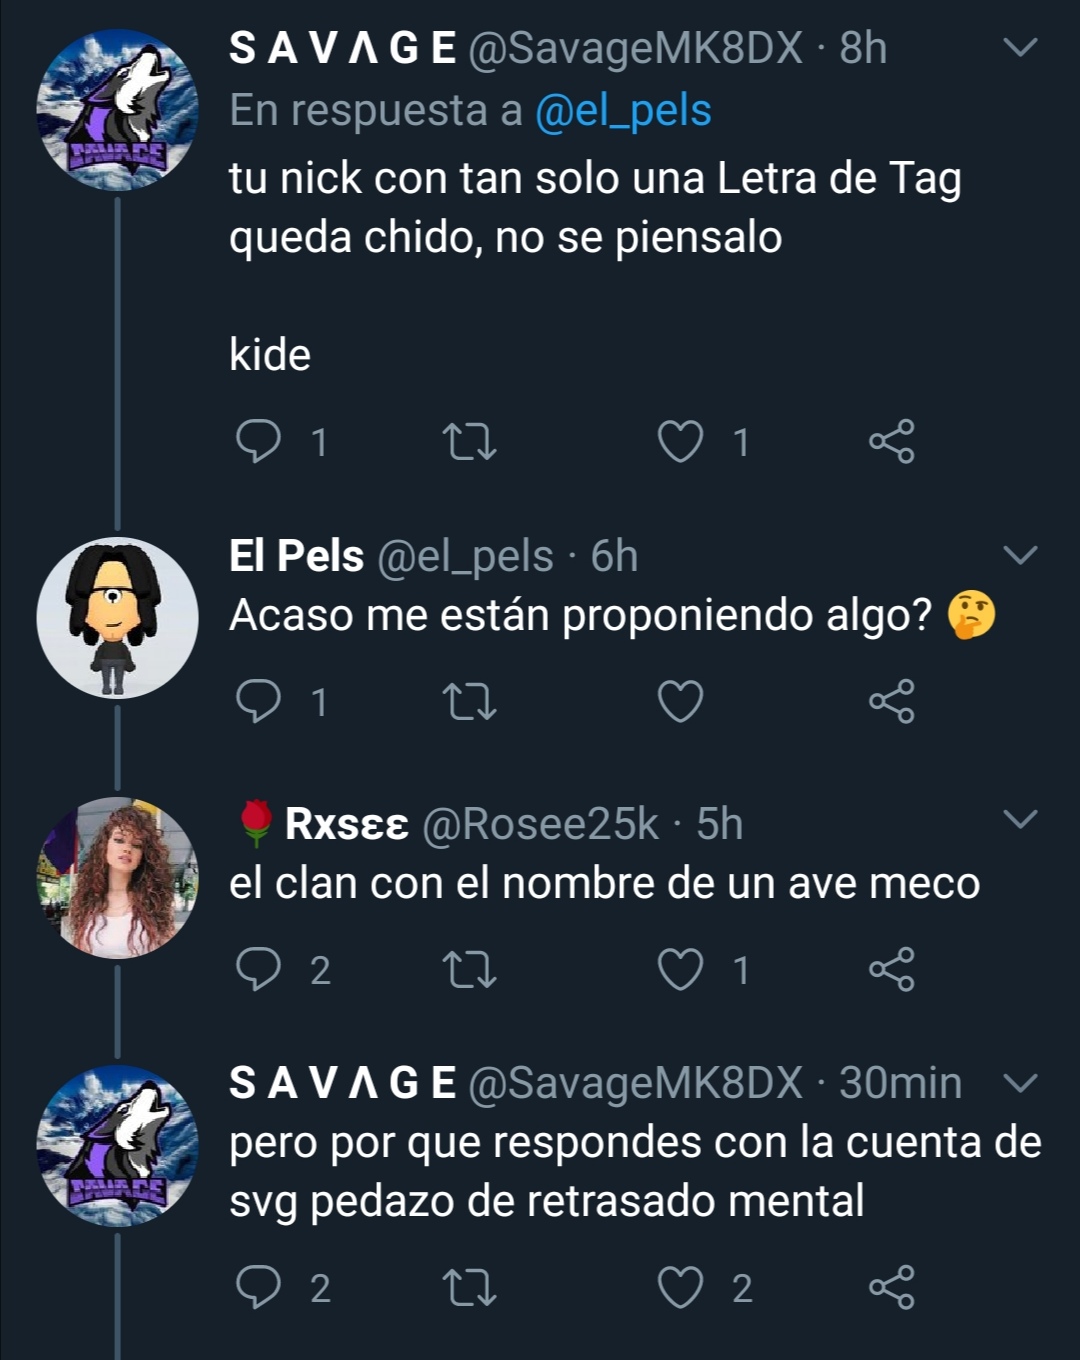 S A V Λ G E @SavageMK8DX · 8h
En respuesta a @el_pels
tu nick con tan solo una Letra de Tag
queda chido, no se piensalo
kide
1 1
El Pels @el_pels · 6h
Acaso me están proponiendo algo? 🤔
1
🌹Rxsεε @Rosee25k · 5h
el clan con el nombre de un ave meco
2 1
S A V Λ G E @SavageMK8DX · 30min
pero por que respondes con la cuenta de
svg pedazo de retrasado mental
2 2
SAVAGE
SAVAGE